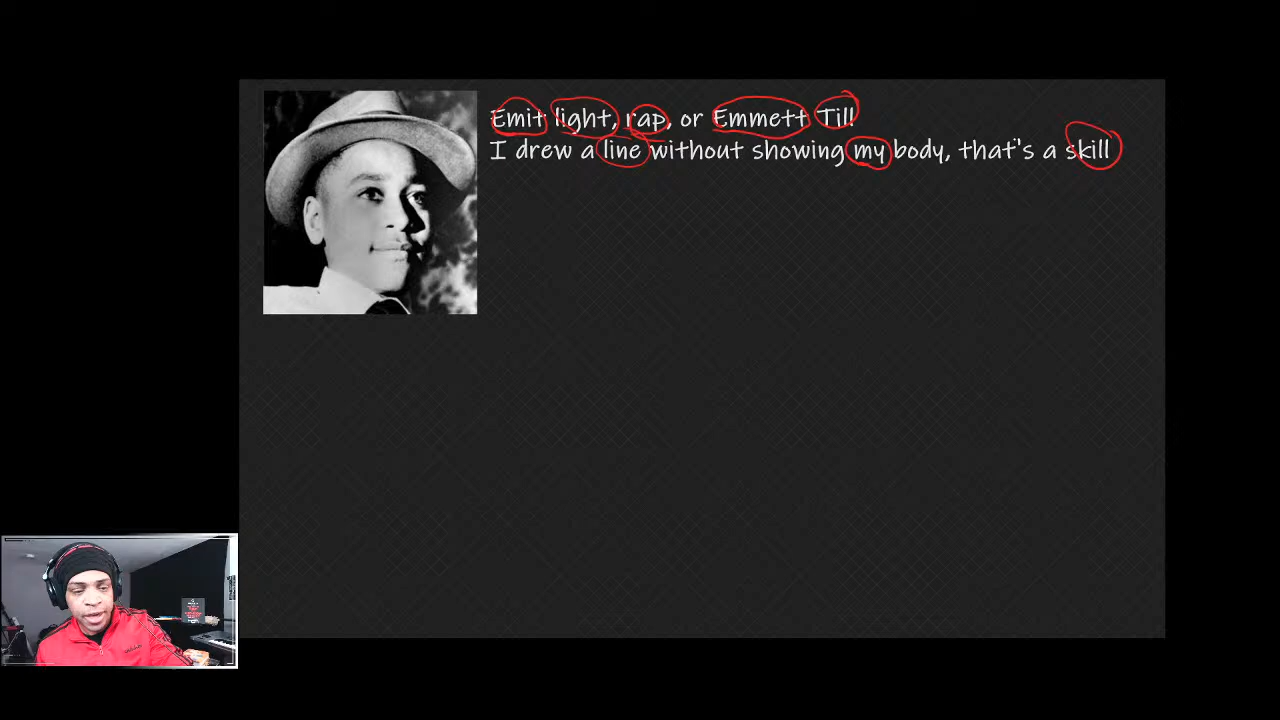 Emit light, rap, or Emmett Till
I drew a line without showing my body, that"s a skill